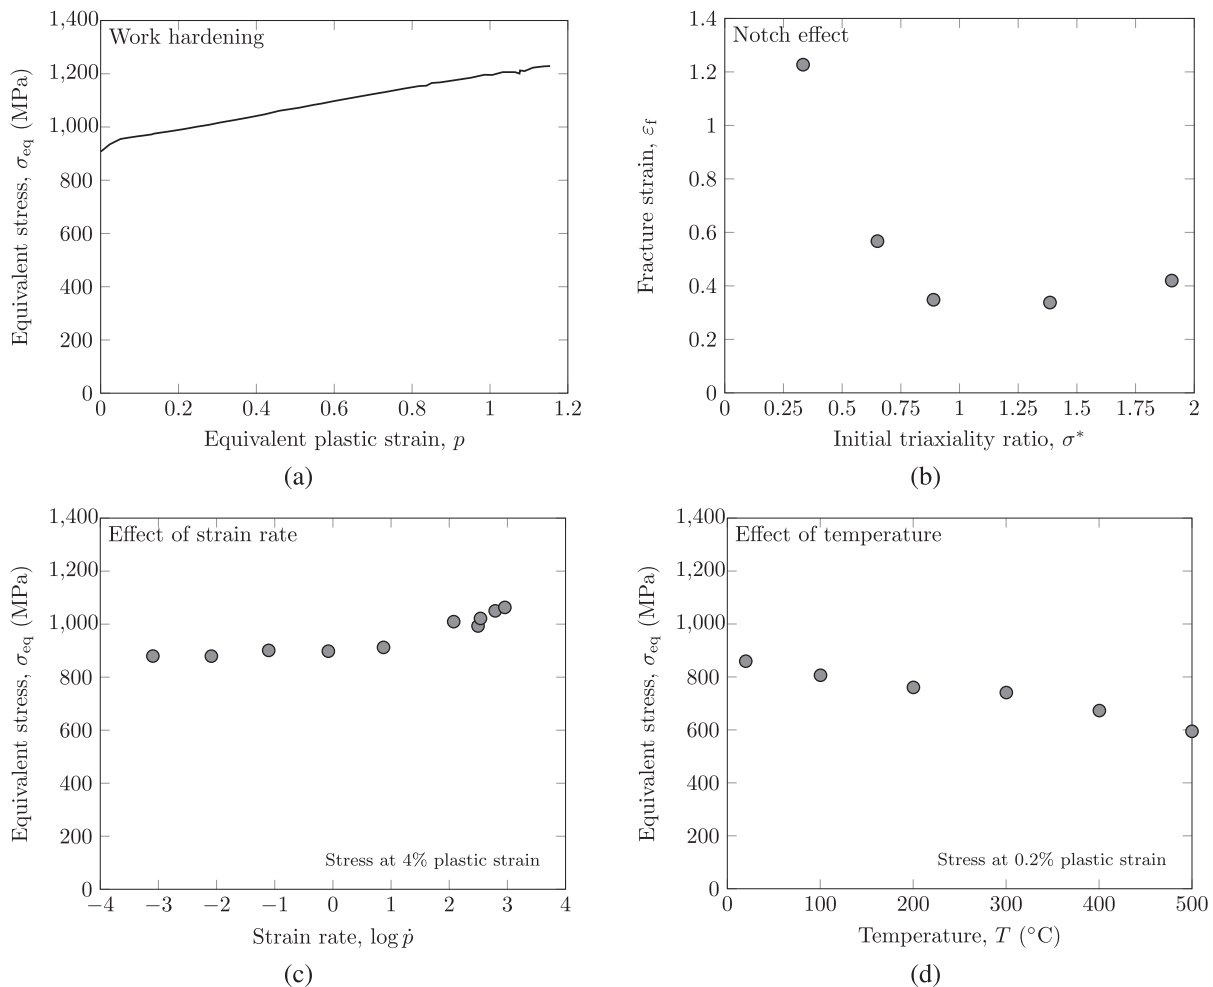 Work hardening
1,400
1,200
1,000
800
600
400
200
0
Equivalent stress, σeq (MPa)
0 0.2 0.4 0.6 0.8 1 1.2
Equivalent plastic strain, p
(a)
Notch effect
1.4
1.2
1
0.8
0.6
0.4
0.2
0
Fracture strain, εf
0 0.25 0.5 0.75 1 1.25 1.5 1.75 2
Initial triaxiality ratio, σ*
(b)
Effect of strain rate
1,400
1,200
1,000
800
600
400
200
0
Equivalent stress, σeq (MPa)
Stress at 4% plastic strain
−4 −3 −2 −1 0 1 2 3 4
Strain rate, log ṗ
(c)
Effect of temperature
1,400
1,200
1,000
800
600
400
200
0
Equivalent stress, σeq (MPa)
Stress at 0.2% plastic strain
0 100 200 300 400 500
Temperature, T (°C)
(d)